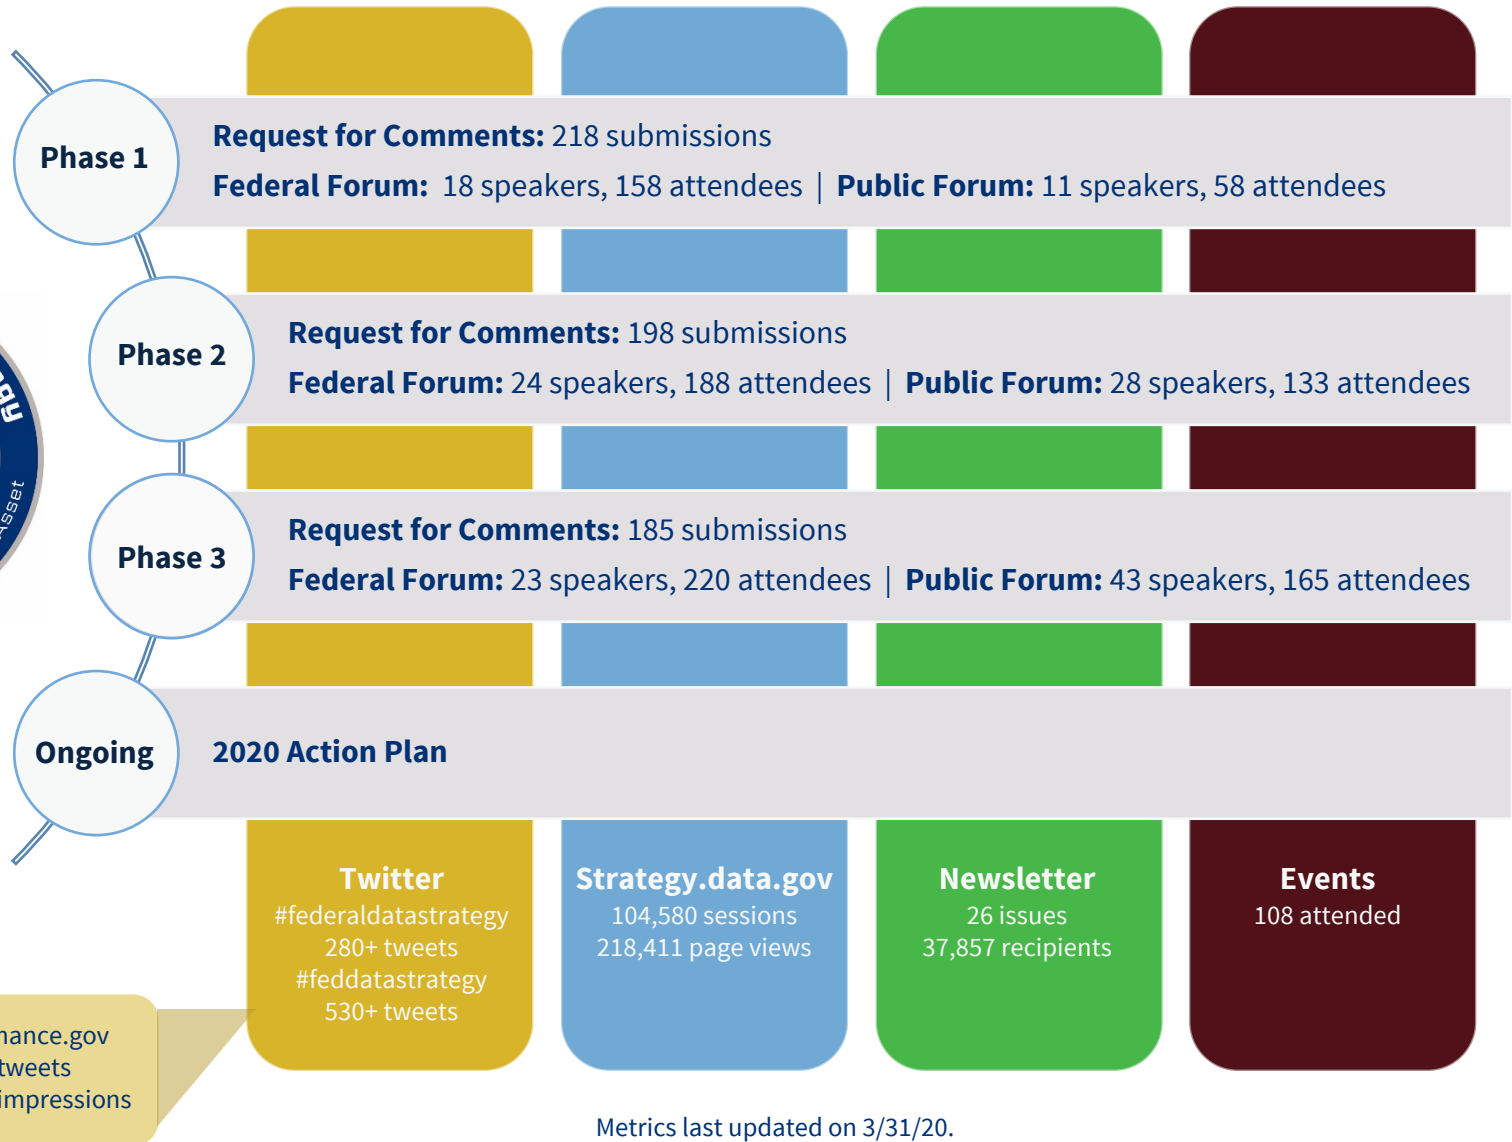 Phase 1
Request for Comments: 218 submissions
Federal Forum: 18 speakers, 158 attendees | Public Forum: 11 speakers, 58 attendees
Phase 2
Request for Comments: 198 submissions
Federal Forum: 24 speakers, 188 attendees | Public Forum: 28 speakers, 133 attendees
Asset
Phase 3
Request for Comments: 185 submissions
Federal Forum: 23 speakers, 220 attendees | Public Forum: 43 speakers, 165 attendees
Ongoing
2020 Action Plan
Twitter
#federaldatastrategy
280+ tweets
#feddatastrategy
530+ tweets
Strategy.data.gov
104,580 sessions
218,411 page views
Newsletter
26 issues
37,857 recipients
Events
108 attended
mance.gov
tweets
impressions
Metrics last updated on 3/31/20.